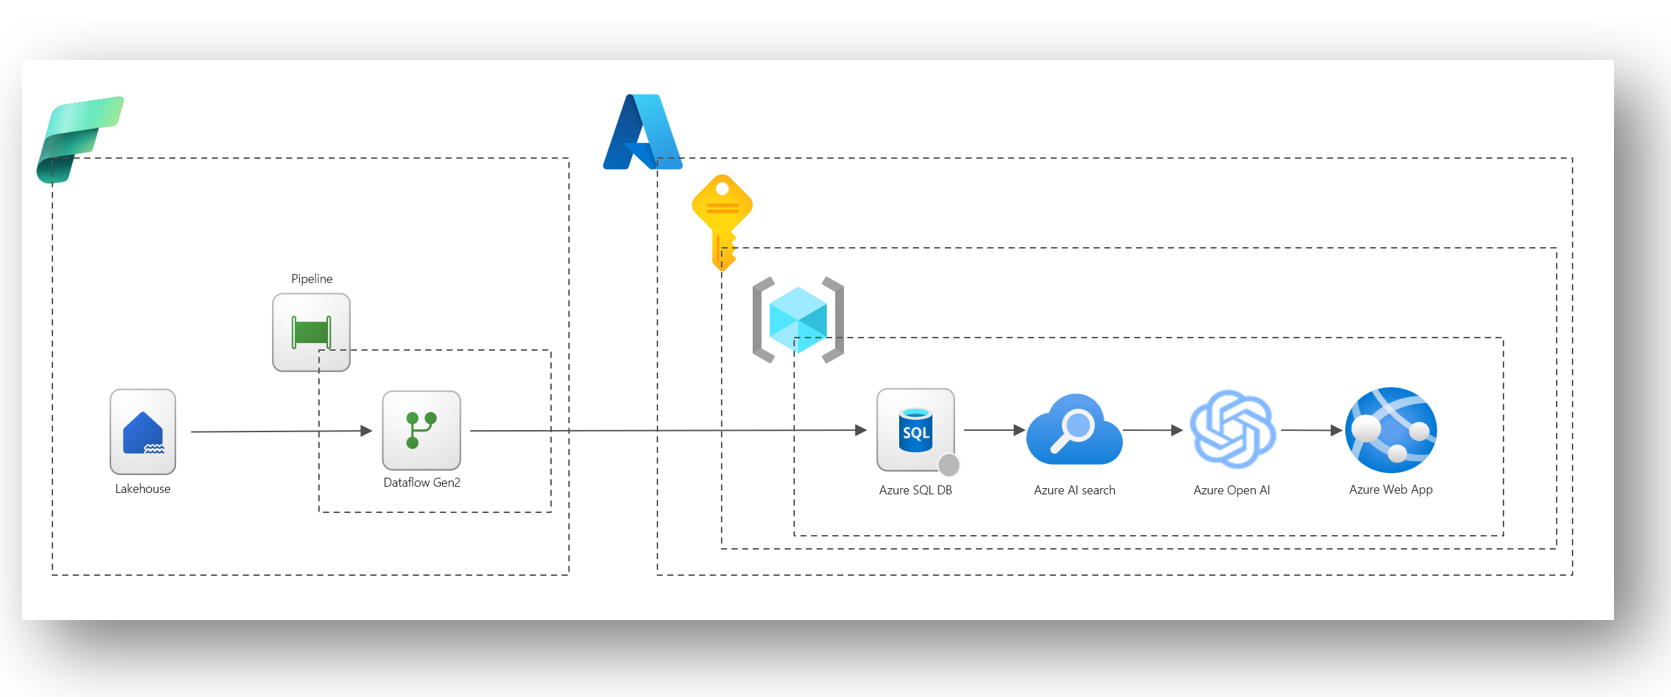 Pipeline
Lakehouse
Dataflow Gen2
SQL
Azure SQL DB
Azure AI search
Azure Open AI
Azure Web App